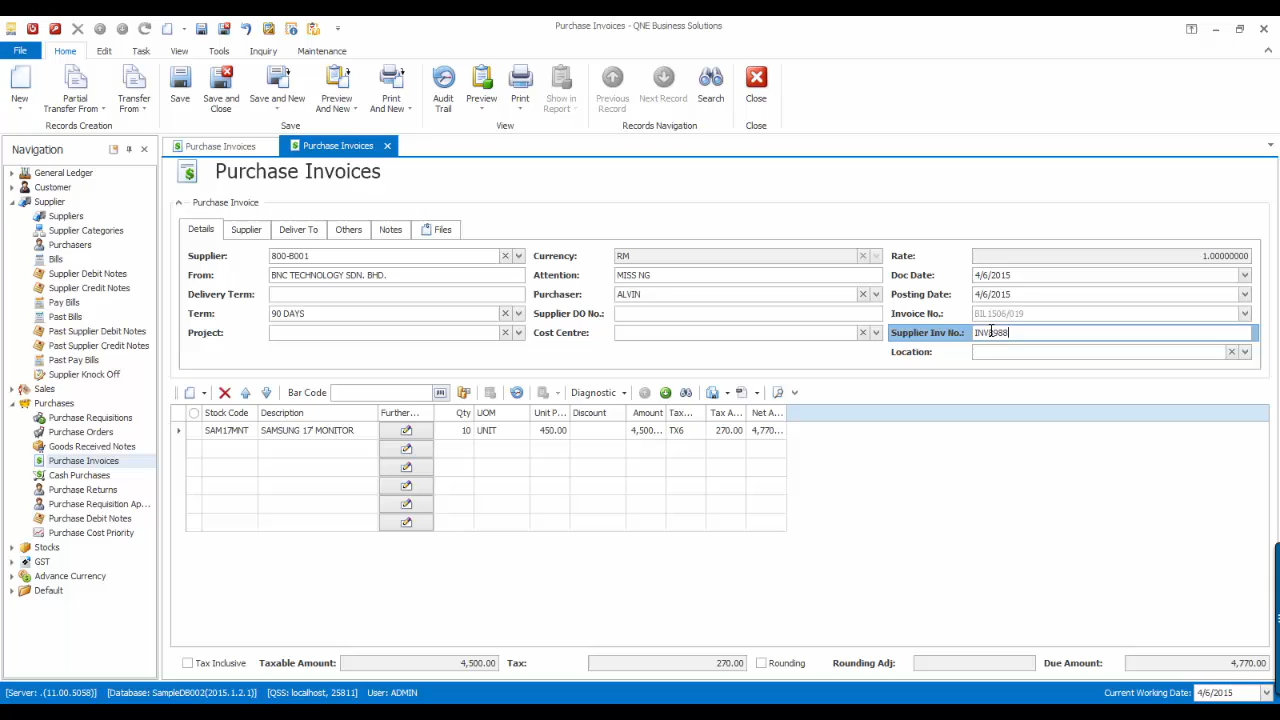 Purchase Invoices - QNE Business Solutions
File Home Edit Task View Tools Inquiry Maintenance
New Partial Transfer From Transfer From Save Save and Close Save and New Preview And New Print And New Audit Trail Preview Print Show in Report Previous Record Next Record Search Close
Records Creation Save View Records Navigation Close
Navigation
Purchase Invoices Purchase Invoices
General Ledger
Customer
Supplier
Suppliers
Supplier Categories
Purchasers
Bills
Supplier Debit Notes
Supplier Credit Notes
Pay Bills
Past Bills
Past Supplier Debit Notes
Past Supplier Credit Notes
Past Pay Bills
Supplier Knock Off
Sales
Purchases
Purchase Requisitions
Purchase Orders
Goods Received Notes
Purchase Invoices
Cash Purchases
Purchase Returns
Purchase Requisition Ap...
Purchase Debit Notes
Purchase Cost Priority
Stocks
GST
Advance Currency
Default
Purchase Invoices
Purchase Invoice
Details Supplier Deliver To Others Notes Files
Supplier: 800-B001 Currency: RM Rate: 1.00000000
From: BNC TECHNOLOGY SDN. BHD. Attention: MISS NG Doc Date: 4/6/2015
Delivery Term: Purchaser: ALVIN Posting Date: 4/6/2015
Term: 90 DAYS Supplier DO No.: Invoice No.: BIL1506/019
Project: Cost Centre: Supplier Inv No.:
Location:
Bar Code Diagnostic
Stock Code Description Further... Qty UOM Unit P... Discount Amount Tax... Tax A... Net A...
SAM17MNT SAMSUNG 17' MONITOR 10 UNIT 450.00 4,500... TX6 270.00 4,770...
Tax Inclusive Taxable Amount: 4,500.00 Tax: 270.00 Rounding Rounding Adj: Due Amount: 4,770.00
[Server: .(11.00.5058)] [Database: SampleDB002(2015.1.2.1)] [QSS: localhost, 25811] User: ADMIN Current Working Date: 4/6/2015